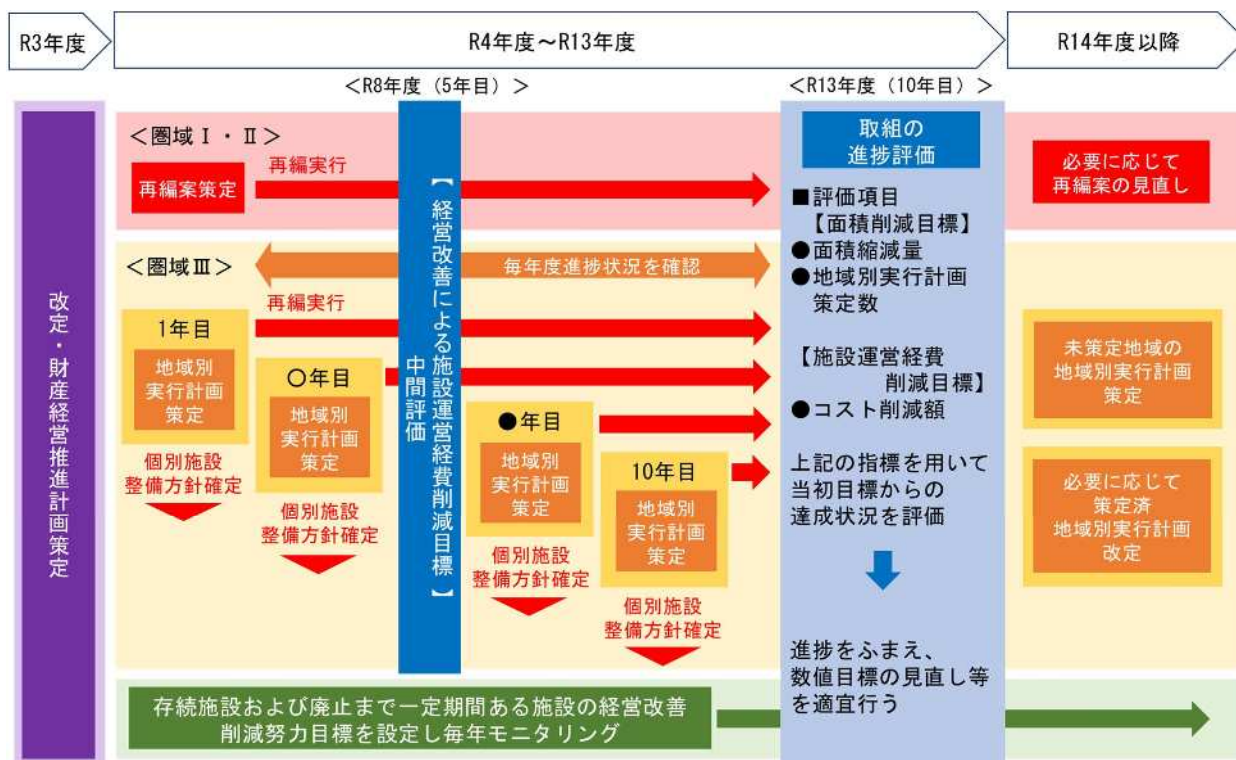 R3年度
R4年度~R13年度
R14年度以降
<R8年度(5年目)>
<R13年度(10年目)>
改定・財産経営推進計画策定
<圏域Ⅰ・Ⅱ>
再編案策定
再編実行
【経営改善による施設運営経費削減目標】
中間評価
取組の
進捗評価
■評価項目
【面積削減目標】
●面積縮減量
●地域別実行計画
策定数
【施設運営経費
削減目標】
●コスト削減額
上記の指標を用いて
当初目標からの
達成状況を評価
進捗をふまえ、
数値目標の見直し等
を適宜行う
必要に応じて
再編案の見直し
<圏域Ⅲ>
毎年度進捗状況を確認
再編実行
1年目
地域別
実行計画
策定
個別施設
整備方針確定
〇年目
地域別
実行計画
策定
個別施設
整備方針確定
●年目
地域別
実行計画
策定
個別施設
整備方針確定
10年目
地域別
実行計画
策定
個別施設
整備方針確定
未策定地域の
地域別実行計画
策定
必要に応じて
策定済
地域別実行計画
改定
存続施設および廃止まで一定期間ある施設の経営改善
削減努力目標を設定し毎年モニタリング